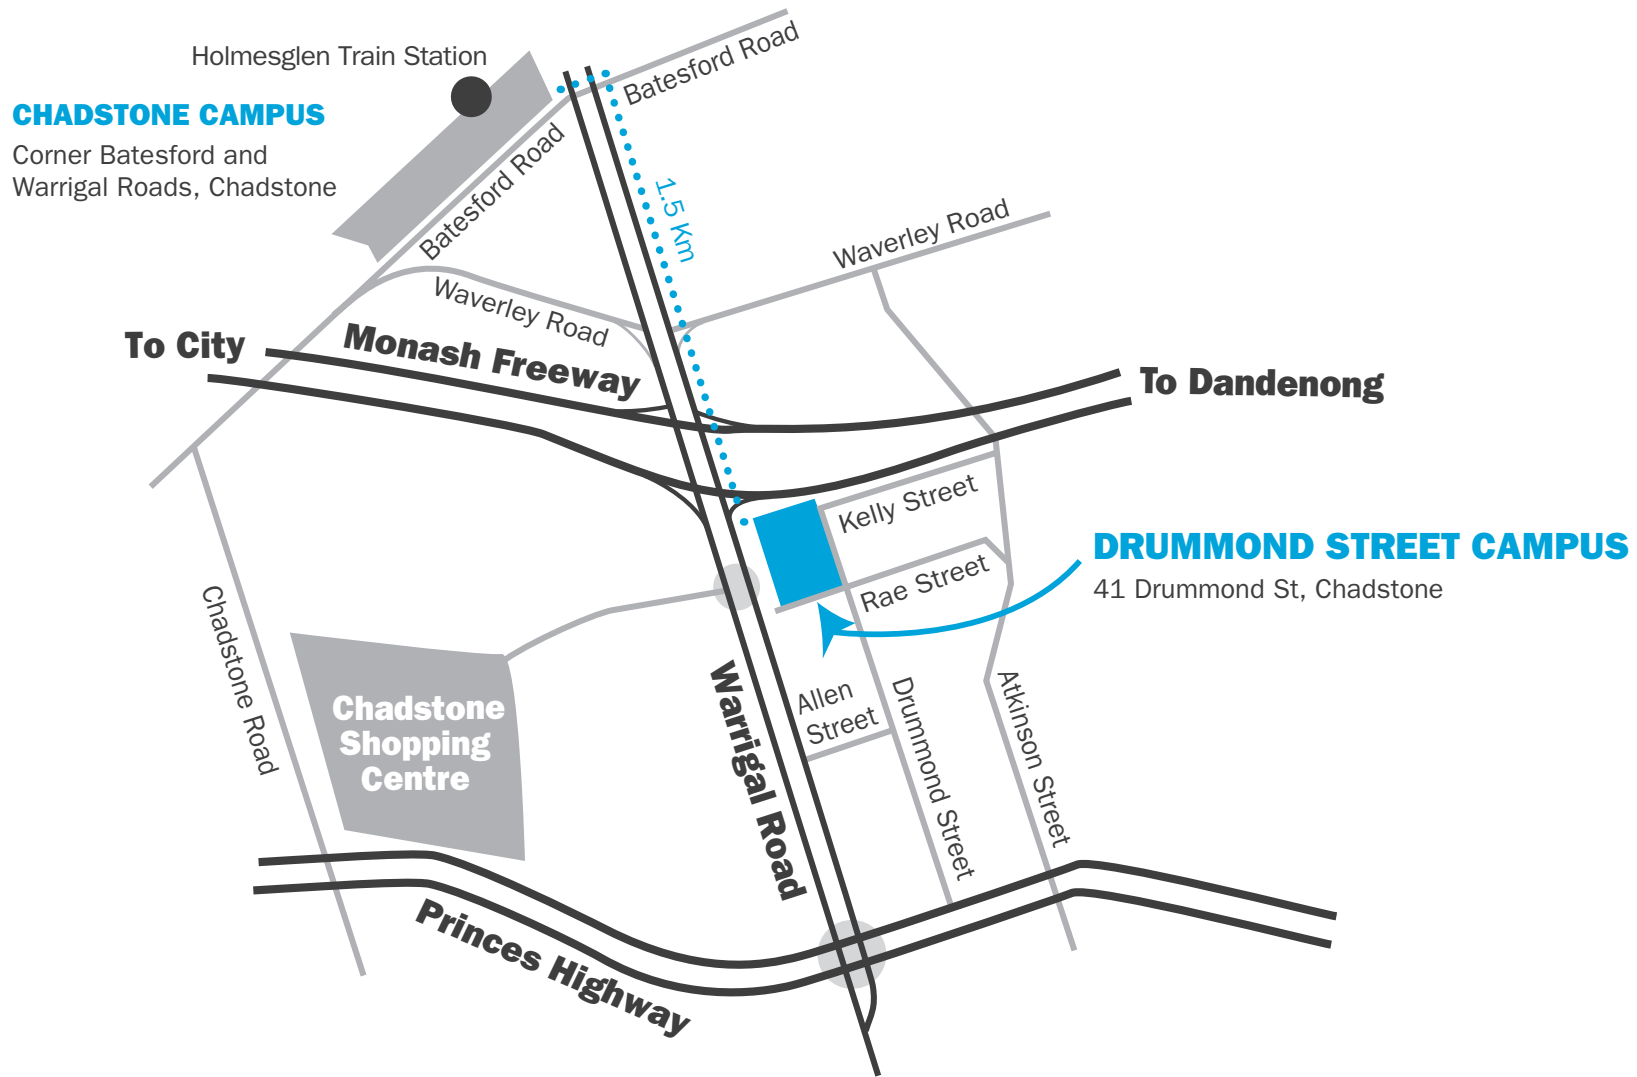 Holmesglen Train Station
CHADSTONE CAMPUS
Corner Batesford and
Warrigal Roads, Chadstone
Batesford Road
Batesford Road
1.5 Km
Waverley Road
Waverley Road
To City
Monash Freeway
To Dandenong
Kelly Street
Rae Street
DRUMMOND STREET CAMPUS
41 Drummond St, Chadstone
Chadstone Road
Chadstone
Shopping
Centre
Warrigal Road
Allen
Street
Drummond Street
Atkinson Street
Princes Highway